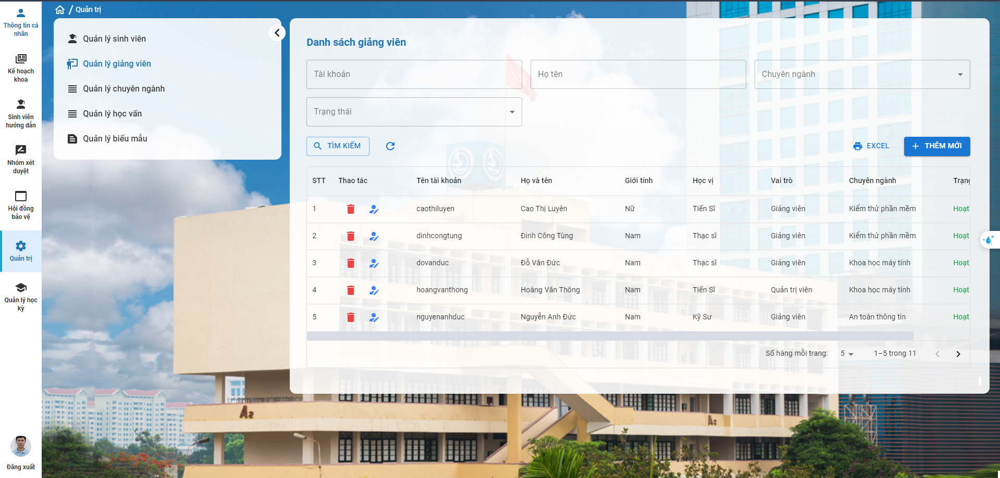 Quản trị
Thông tin cá
nhân
Kế hoạch
khoa
Sinh viên
hướng dẫn
Nhóm xét
duyệt
Hội đồng
bảo vệ
Quản trị
Quản lý học
kỳ
Đăng xuất
Quản lý sinh viên
Quản lý giảng viên
Quản lý chuyên ngành
Quản lý học vấn
Quản lý biểu mẫu
Danh sách giảng viên
Tài khoản Họ tên Chuyên ngành
Trạng thái
TÌM KIẾM EXCEL THÊM MỚI
STT Thao tác Tên tài khoản Họ và tên Giới tính Học vị Vai trò Chuyên ngành Trạng
1 caothiluyen Cao Thị Luyên Nữ Tiến Sĩ Giảng viên Kiểm thử phần mềm Hoạt
2 dinhcongtung Đinh Công Tùng Nam Thạc sĩ Giảng viên Kiểm thử phần mềm Hoạt
3 dovanduc Đỗ Văn Đức Nam Thạc sĩ Giảng viên Khoa học máy tính Hoạt
4 hoangvanthong Hoàng Văn Thông Nam Tiến Sĩ Quản trị viên Khoa học máy tính Hoạt
5 nguyenanhduc Nguyễn Anh Đức Nam Kỹ Sư Giảng viên An toàn thông tin Hoạt
Số hàng mỗi trang: 5 1–5 trong 11